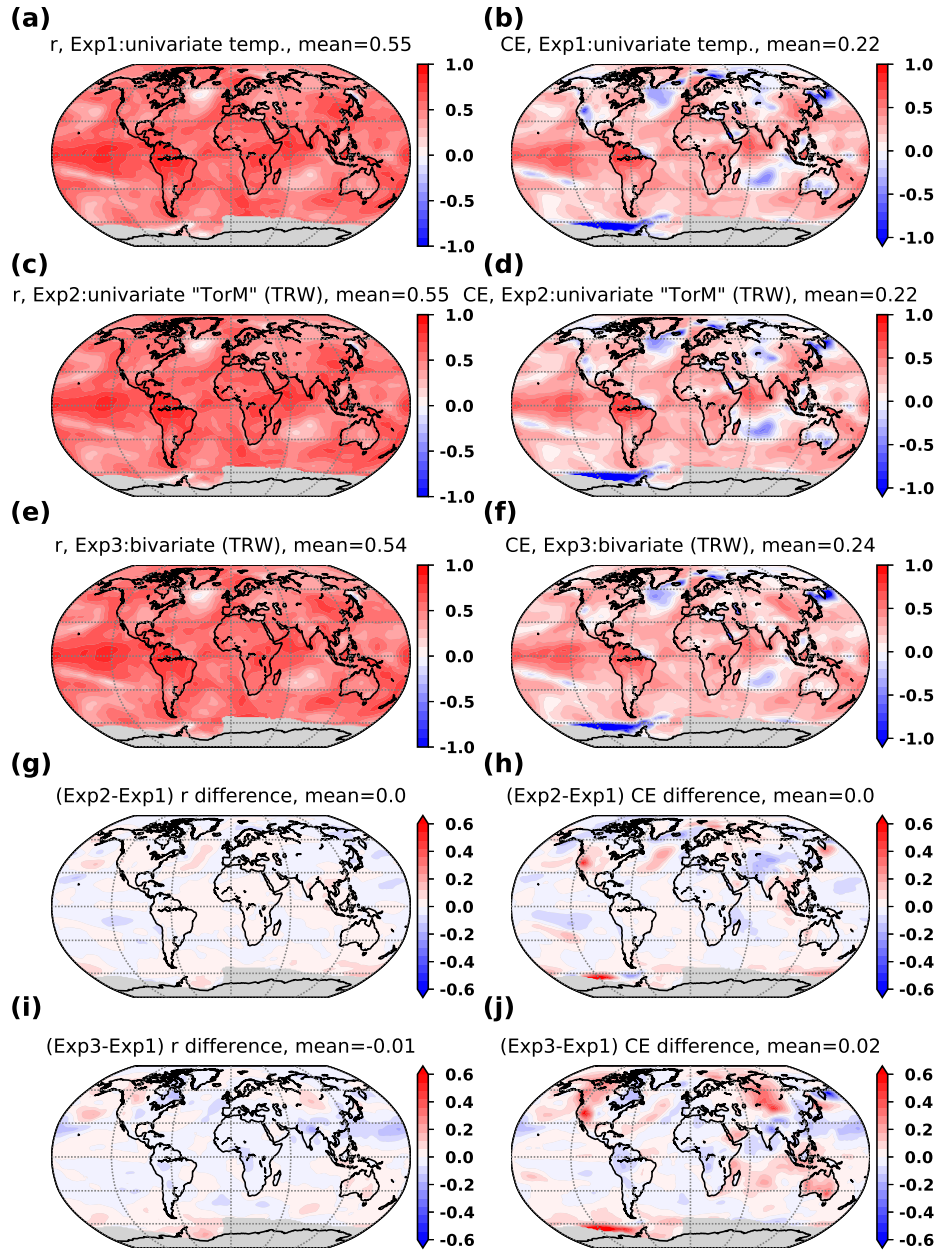 (a)
r, Exp1:univariate temp., mean=0.55
1.0
0.5
0.0
-0.5
-1.0
(b)
CE, Exp1:univariate temp., mean=0.22
1.0
0.5
0.0
-0.5
-1.0
(c)
r, Exp2:univariate "TorM" (TRW), mean=0.55
1.0
0.5
0.0
-0.5
-1.0
(d)
CE, Exp2:univariate "TorM" (TRW), mean=0.22
1.0
0.5
0.0
-0.5
-1.0
(e)
r, Exp3:bivariate (TRW), mean=0.54
1.0
0.5
0.0
-0.5
-1.0
(f)
CE, Exp3:bivariate (TRW), mean=0.24
1.0
0.5
0.0
-0.5
-1.0
(g)
(Exp2-Exp1) r difference, mean=0.0
0.6
0.4
0.2
0.0
-0.2
-0.4
-0.6
(h)
(Exp2-Exp1) CE difference, mean=0.0
0.6
0.4
0.2
0.0
-0.2
-0.4
-0.6
(i)
(Exp3-Exp1) r difference, mean=-0.01
0.6
0.4
0.2
0.0
-0.2
-0.4
-0.6
(j)
(Exp3-Exp1) CE difference, mean=0.02
0.6
0.4
0.2
0.0
-0.2
-0.4
-0.6